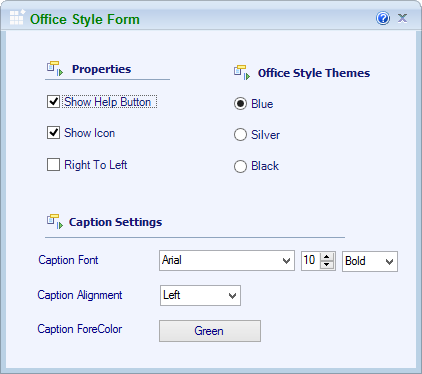 Office Style Form
Properties
Office Style Themes
Show Help Button
Blue
Show Icon
Silver
Right To Left
Black
Caption Settings
Caption Font Arial 10 Bold
Caption Alignment Left
Caption ForeColor Green